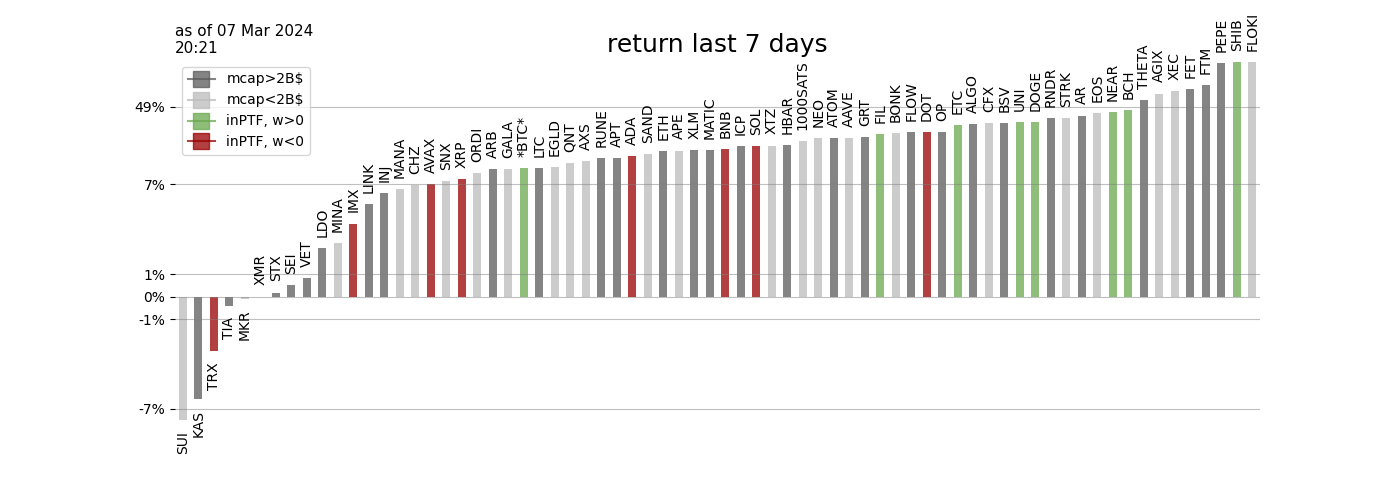 as of 07 Mar 2024
20:21
return last 7 days
mcap>2B$
mcap<2B$
inPTF, w>0
inPTF, w<0
49%
7%
1%
0%
-1%
-7%
SUI
KAS
TRX
TIA
MKR
XMR
STX
SEI
VET
LDO
MINA
IMX
LINK
INJ
MANA
CHZ
AVAX
SNX
XRP
ORDI
ARB
GALA
*BTC*
LTC
EGLD
QNT
AXS
RUNE
APT
ADA
SAND
ETH
APE
XLM
MATIC
BNB
ICP
SOL
XTZ
HBAR
1000SATS
NEO
ATOM
AAVE
GRT
FIL
BONK
FLOW
DOT
OP
ETC
ALGO
CFX
BSV
UNI
DOGE
RNDR
STRK
AR
EOS
NEAR
BCH
THETA
AGIX
XEC
FET
FTM
PEPE
SHIB
FLOKI